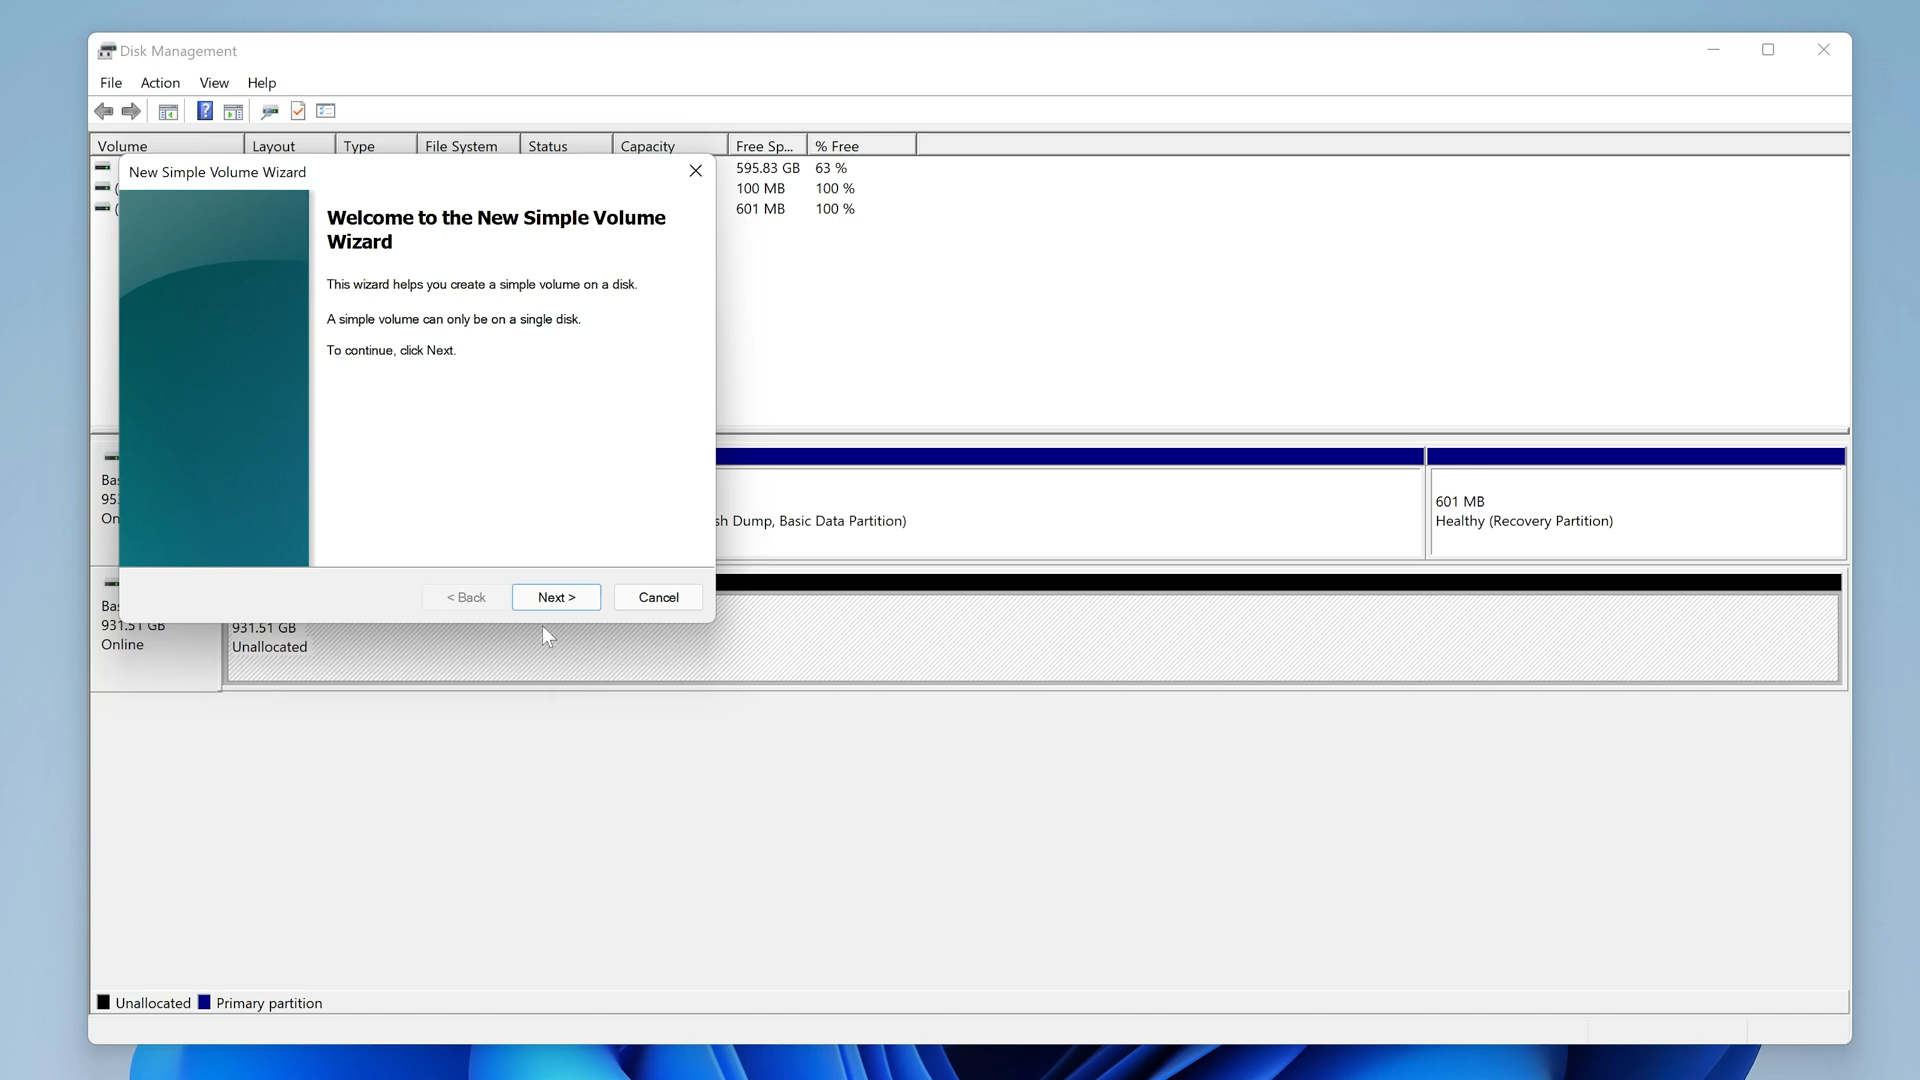 Disk Management
File Action View Help
Volume Layout Type File System Status Capacity Free Sp... % Free
595.83 GB 63 %
( 100 MB 100 %
( 601 MB 100 %
New Simple Volume Wizard
Welcome to the New Simple Volume
Wizard
This wizard helps you create a simple volume on a disk.
A simple volume can only be on a single disk.
To continue, click Next.
< Back Next > Cancel
Bas
953
On
sh Dump, Basic Data Partition)
601 MB
Healthy (Recovery Partition)
Bas
931.51 GB
Online
931.51 GB
Unallocated
Unallocated Primary partition